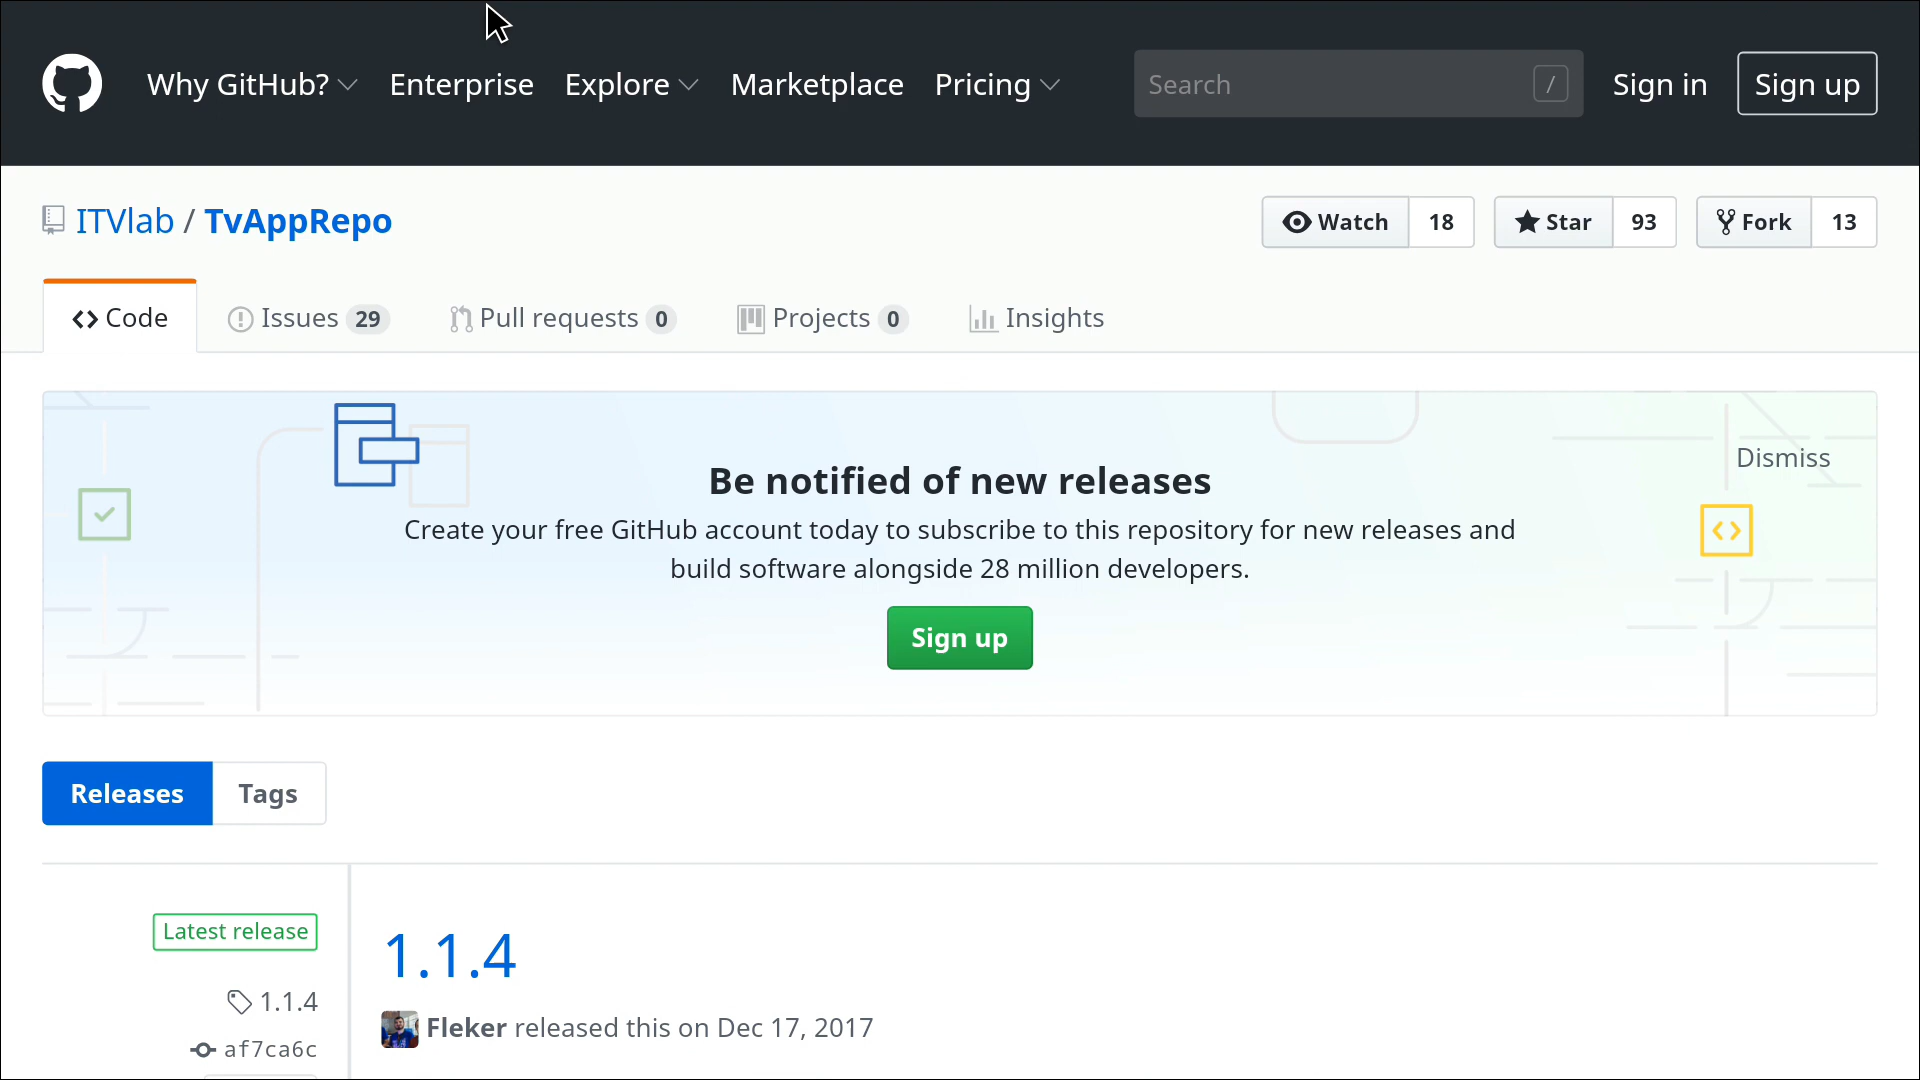 Why GitHub? Enterprise Explore Marketplace Pricing Search / Sign in Sign up
ITVlab / TvAppRepo Watch 18 Star 93 Fork 13
Code Issues 29 Pull requests 0 Projects 0 Insights
Dismiss
Be notified of new releases
Create your free GitHub account today to subscribe to this repository for new releases and
build software alongside 28 million developers.
Sign up
Releases Tags
Latest release
1.1.4
af7ca6c
1.1.4
Fleker released this on Dec 17, 2017